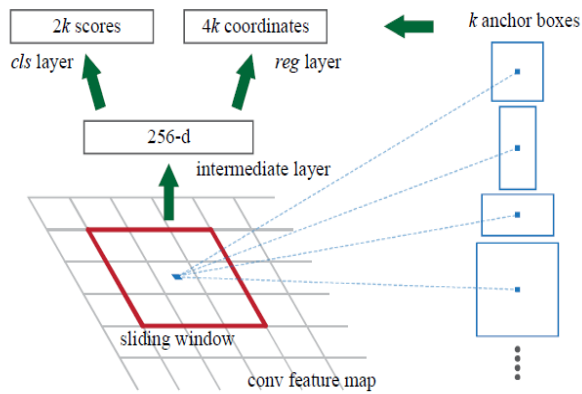 2k scores
4k coordinates
k anchor boxes
cls layer
reg layer
256-d
intermediate layer
sliding window
conv feature map